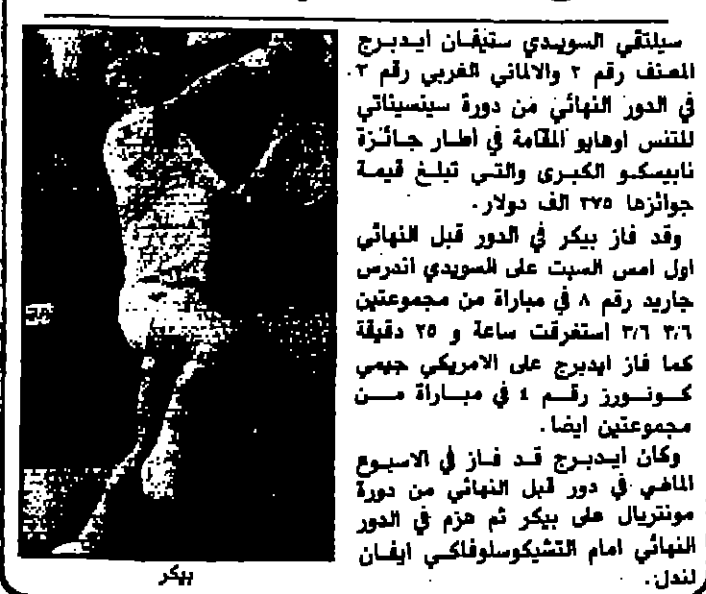 سيلتقي السويدي ستيفان ايدبرج
المصنف رقم ٢ والالماني الغربي رقم ٣
في الدور النهائي من دورة سينسيناتي
للتنس اوهايو المقامة في أطار جائزة
نابيسكو الكبرى والتي تبلغ قيمة
جوائزها ٣٧٥ الف دولار.
وقد فاز بيكر في الدور قبل النهائي
اول امس السبت على السويدي اندرس
جاريد رقم ٨ في مباراة من مجموعتين
٣/٦ ٣/٦ استغرقت ساعة و ٢٥ دقيقة
كما فاز ايدبرج على الامريكي جيمي
كونورز رقم ٤ في مباراة من
مجموعتين ايضا.
وكان ايدبرج قد فاز في الاسبوع
الماضي في دور قبل النهائي من دورة
مونتريال على بيكر ثم هزم في الدور
النهائي امام التشيكوسلوفاكي ايفان
لندل.
بيكر